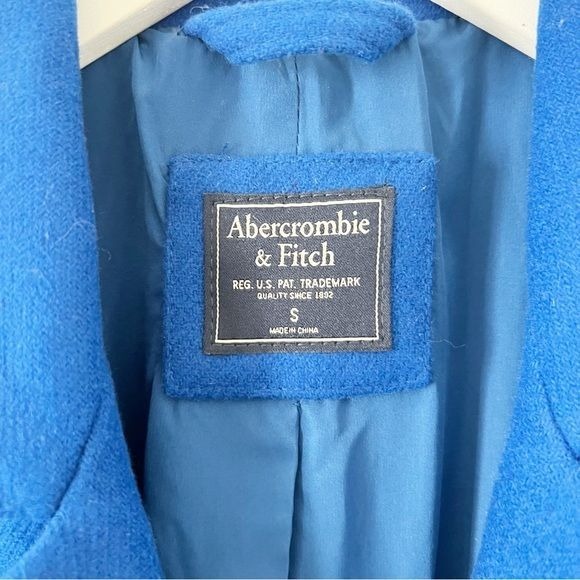 Abercrombie
& Fitch
REG. U.S. PAT. TRADEMARK
QUALITY SINCE 1892
S
MADE IN CHINA